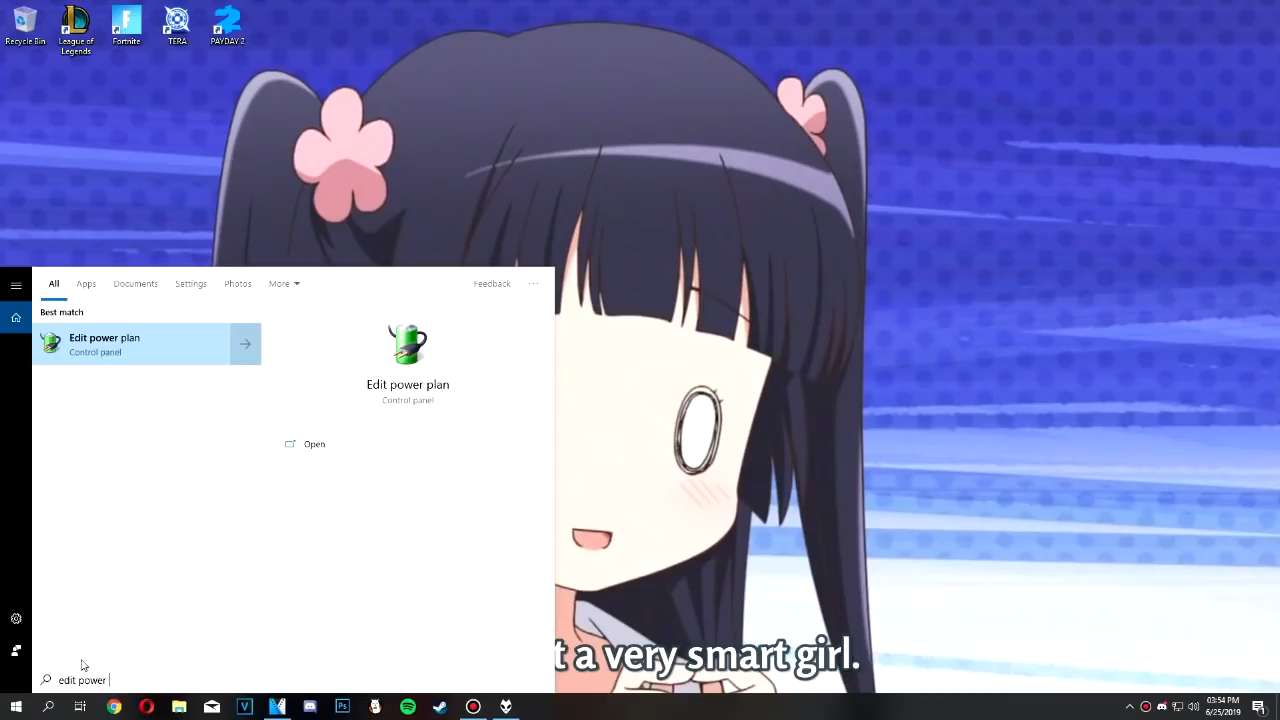 Recycle Bin
League of
Legends
Fortnite
TERA
PAYDAY 2
All Apps Documents Settings Photos More Feedback ...
Best match
Edit power plan
Control panel
Edit power plan
Control panel
Open
t a very smart girl.
edit power
V
Ps
03:54 PM
6/25/2019
1